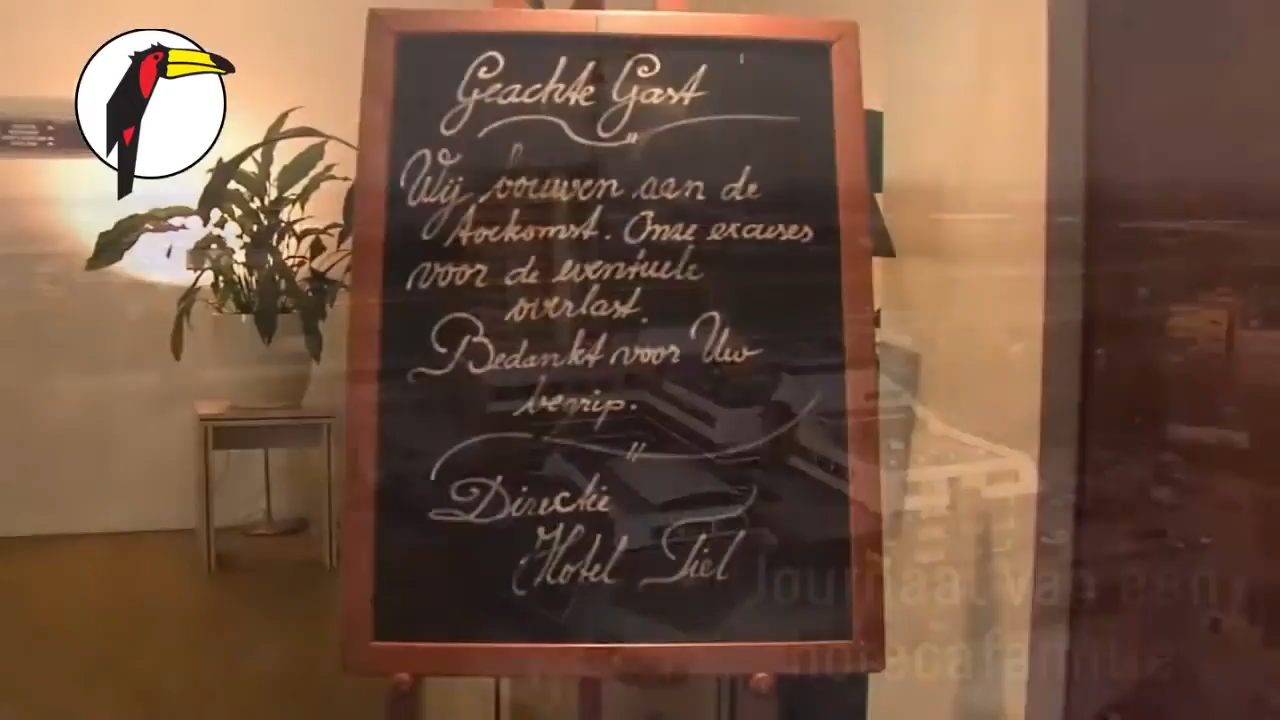 Geachte Gast
Wij bouwen aan de
toekomst. Onze excuses
voor de eventuele
overlast.
Bedankt voor Uw
begrip.
Directie
Hotel Tiel
Journaal van een
horecafamilie